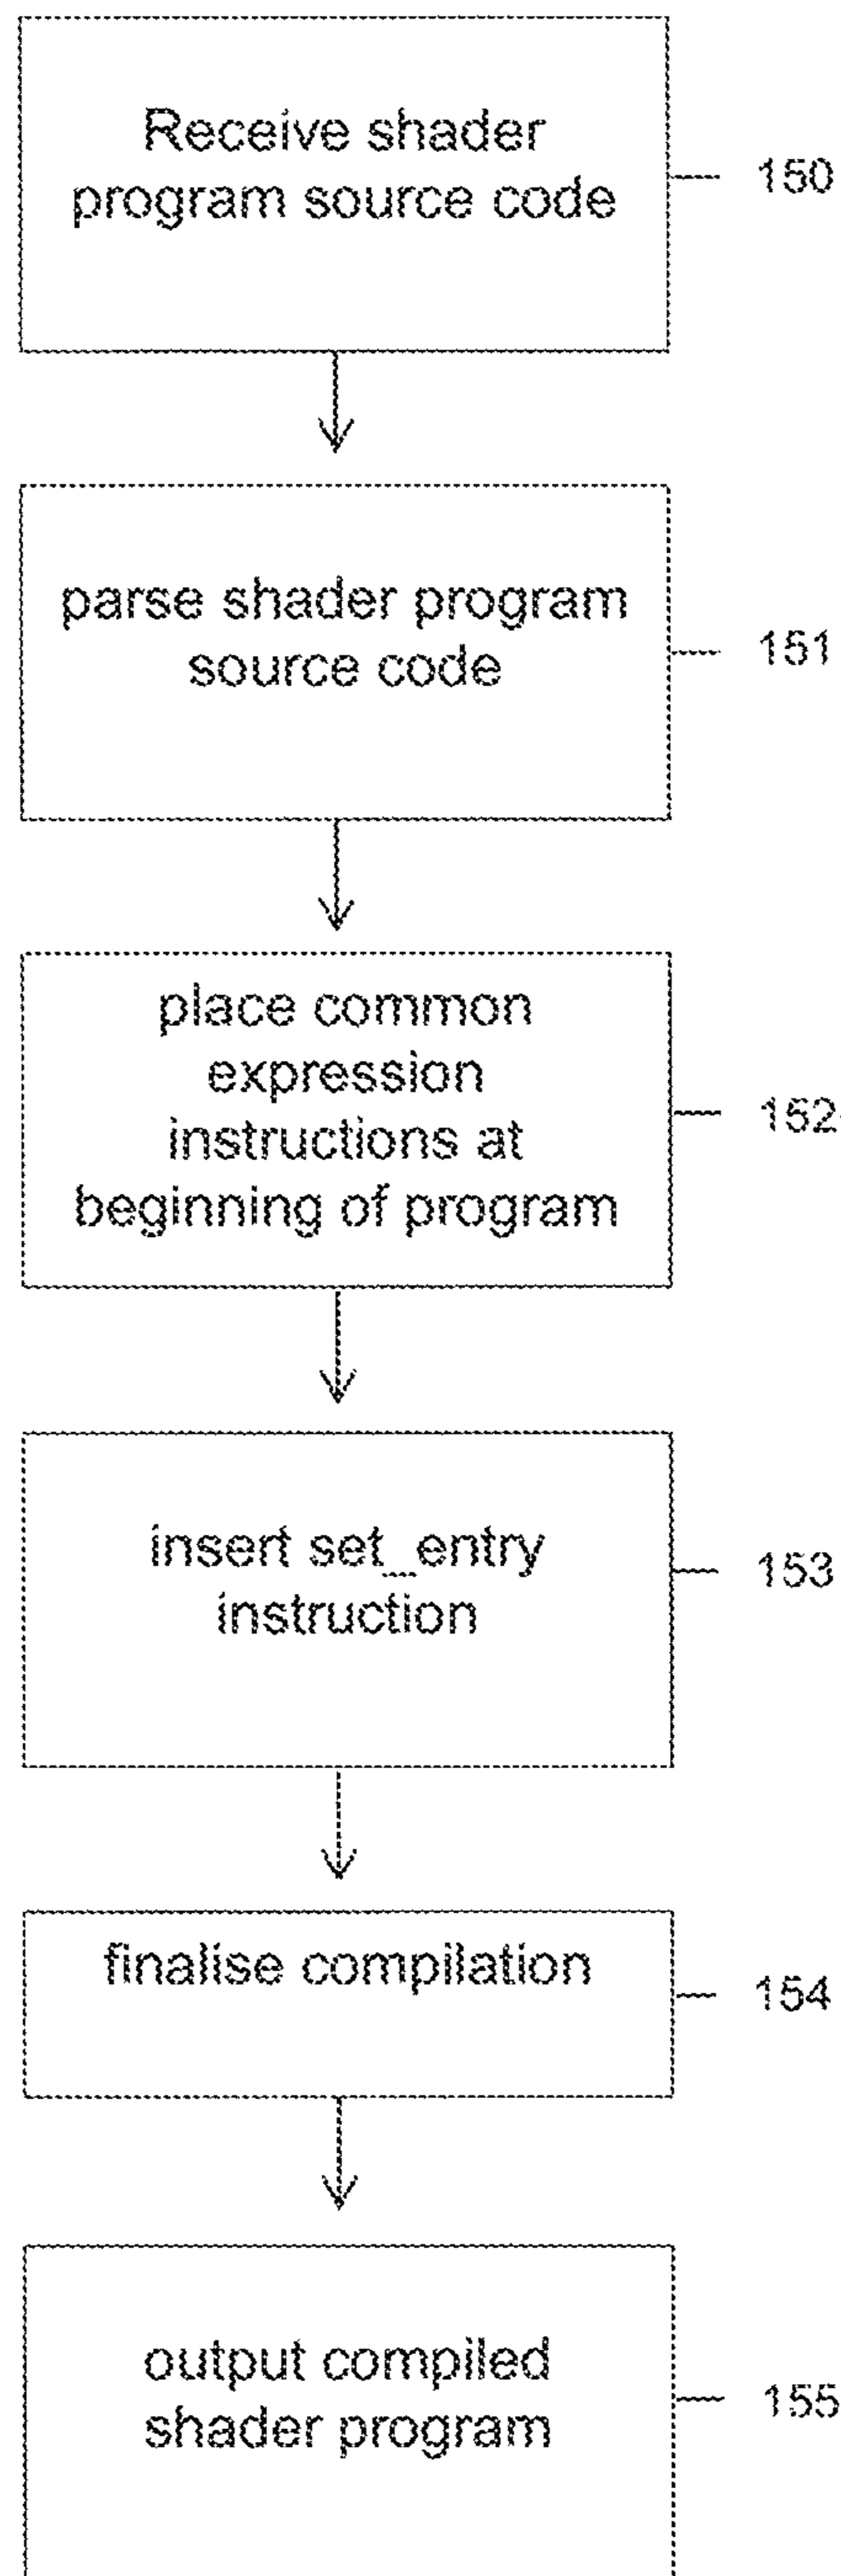 Receive shader
program source code
150
parse shader program
source code
151
place common
expression
instructions at
beginning of program
152
insert set_entry
instruction
153
finalise compilation
154
output compiled
shader program
155